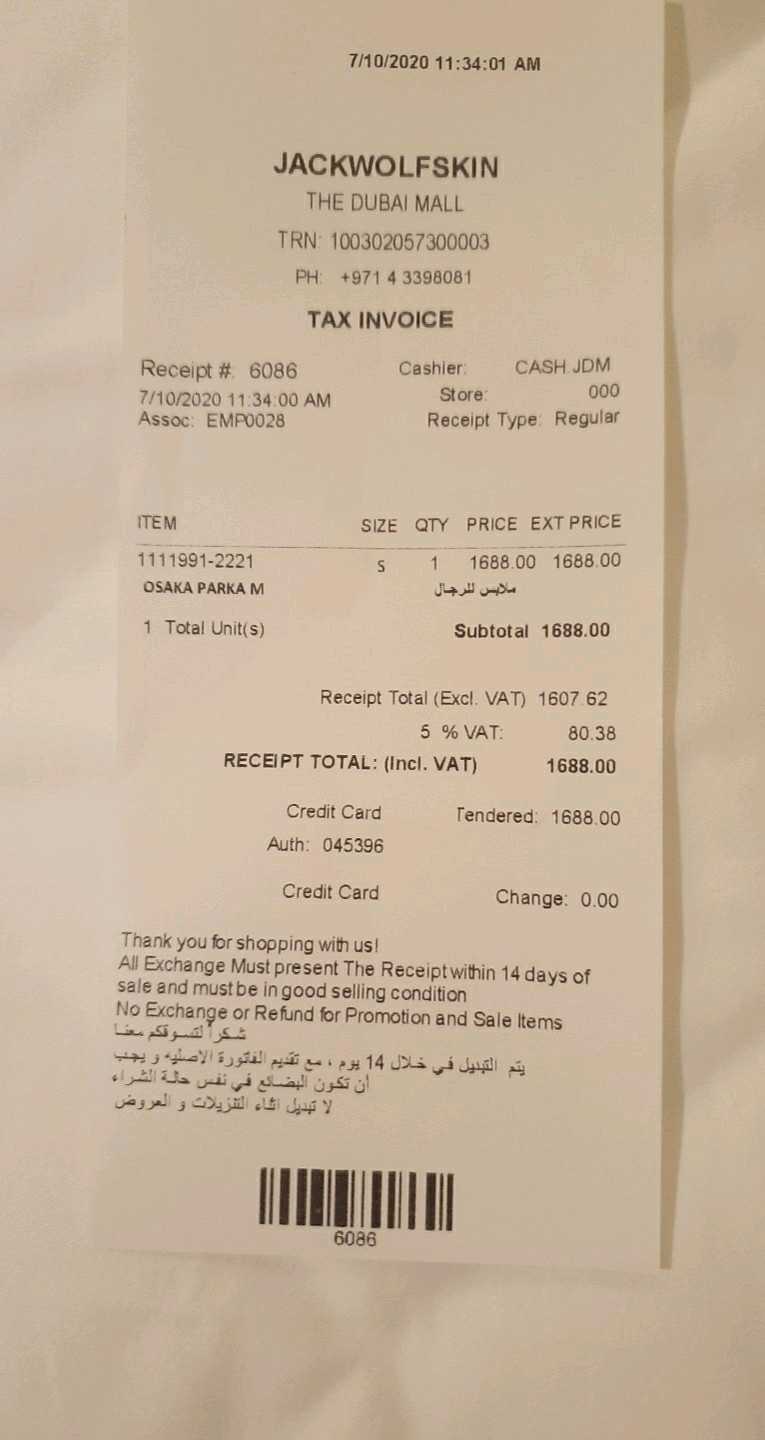 7/10/2020 11:34:01 AM
JACKWOLFSKIN
THE DUBAI MALL
TRN: 100302057300003
PH: +971 4 3398081
TAX INVOICE
Receipt #: 6086 Cashier: CASH.JDM
7/10/2020 11:34:00 AM Store: 000
Assoc: EMP0028 Receipt Type: Regular
ITEM SIZE QTY PRICE EXT PRICE
1111991-2221 S 1 1688.00 1688.00
OSAKA PARKA M ملابس للرجال
1 Total Unit(s) Subtotal 1688.00
Receipt Total (Excl. VAT) 1607.62
5 % VAT: 80.38
RECEIPT TOTAL: (Incl. VAT) 1688.00
Credit Card Tendered: 1688.00
Auth: 045396
Credit Card Change: 0.00
Thank you for shopping with us!
All Exchange Must present The Receipt within 14 days of
sale and must be in good selling condition
No Exchange or Refund for Promotion and Sale Items
شكراً لتسوقكم معنا
يتم التبديل في خلال 14 يوم ، مع تقديم الفاتورة الاصليه و يجب
أن تكون البضائع في نفس حالة الشراء
لا تبديل اثناء التنزيلات و العروض
6086